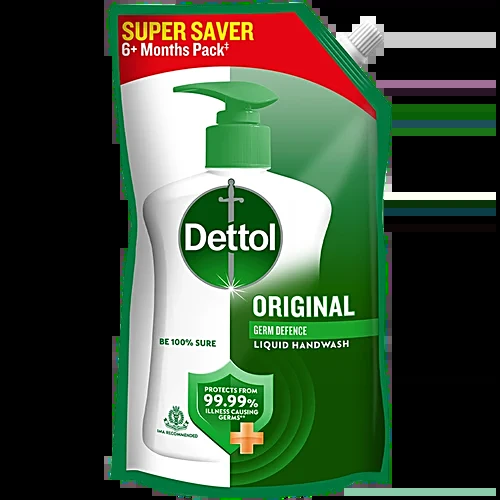 SUPER SAVER
6+ Months Pack‡
Dettol
ORIGINAL
GERM DEFENCE
LIQUID HANDWASH
BE 100% SURE
PROTECTS FROM
99.99%
ILLNESS CAUSING
GERMS**
IMA RECOMMENDED